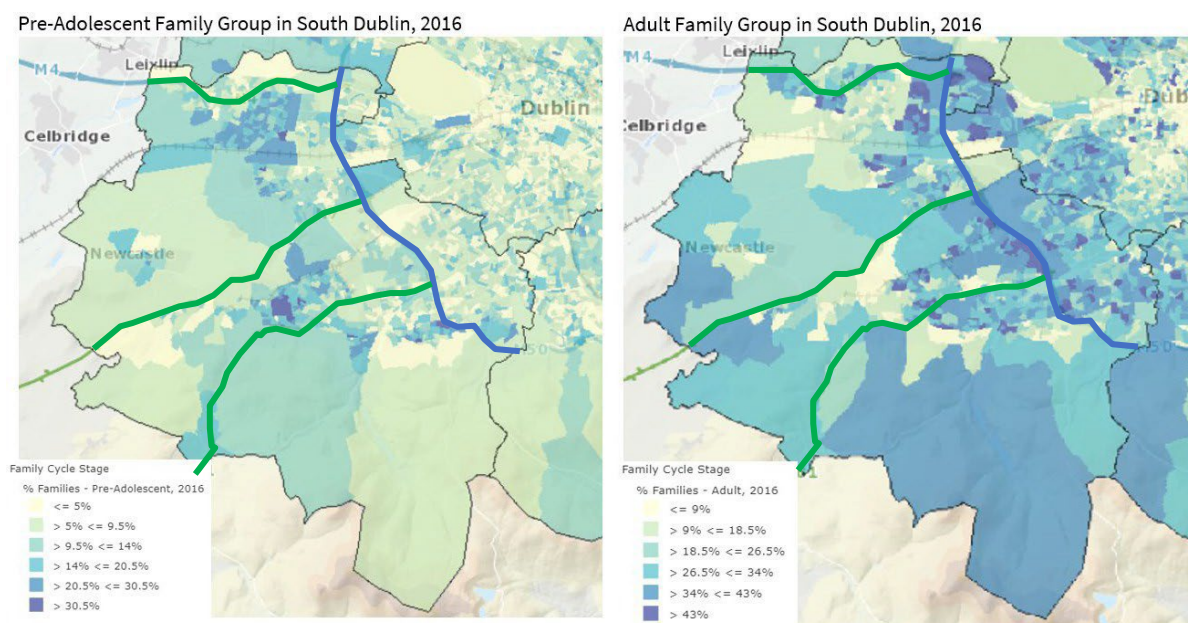 Pre-Adolescent Family Group in South Dublin, 2016
M4
Leixlip
Celbridge
Dublin
Newcastle
M50
Family Cycle Stage
% Families - Pre-Adolescent, 2016
<= 5%
> 5% <= 9.5%
> 9.5% <= 14%
> 14% <= 20.5%
> 20.5% <= 30.5%
> 30.5%
Adult Family Group in South Dublin, 2016
M4
Leixlip
Celbridge
Dub
Newcastle
M50
Family Cycle Stage
% Families - Adult, 2016
<= 9%
> 9% <= 18.5%
> 18.5% <= 26.5%
> 26.5% <= 34%
> 34% <= 43%
> 43%